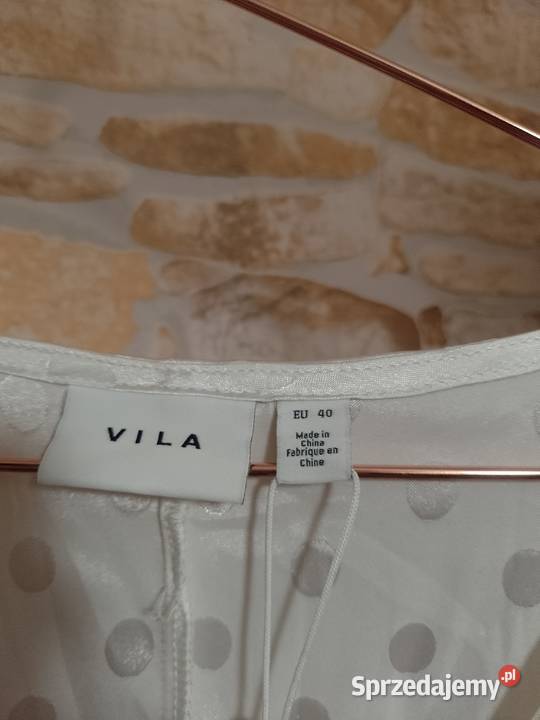 VILA
EU 40
Made in
China
Fabrique en
Chine
Sprzedajemy.pl